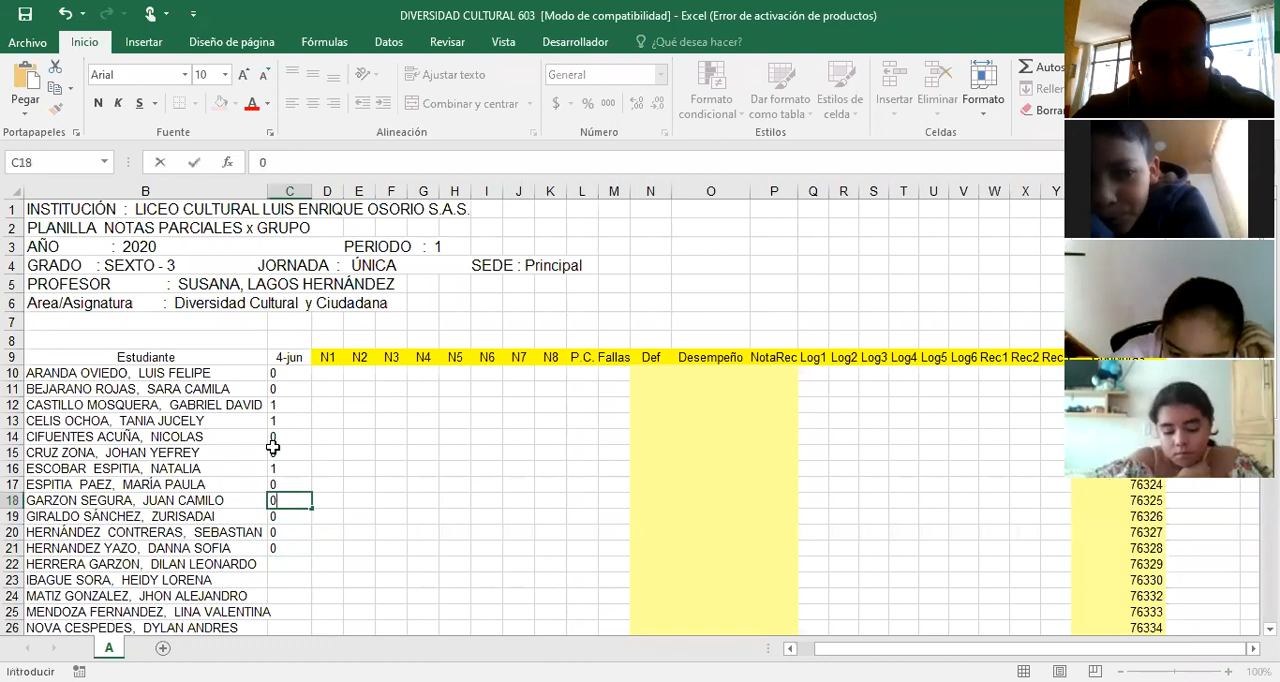 DIVERSIDAD CULTURAL 603 [Modo de compatibilidad] - Excel (Error de activación de productos)
Archivo Inicio Insertar Diseño de página Fórmulas Datos Revisar Vista Desarrollador ¿Qué desea hacer?
Arial 10 Ajustar texto General Autos
Pegar Formato Dar formato Estilos de Insertar Eliminar Formato Reller
N K S Combinar y centrar $ % 000 condicional como tabla celda Borrar
Portapapeles Fuente Alineación Número Estilos Celdas
C18 fx 0
B C D E F G H I J K L M N O P Q R S T U V W X Y
1 INSTITUCIÓN : LICEO CULTURAL LUIS ENRIQUE OSORIO S.A.S.
2 PLANILLA NOTAS PARCIALES x GRUPO
3 AÑO : 2020 PERIODO : 1
4 GRADO : SEXTO - 3 JORNADA : ÚNICA SEDE : Principal
5 PROFESOR : SUSANA, LAGOS HERNÁNDEZ
6 Area/Asignatura : Diversidad Cultural y Ciudadana
7
8
9 Estudiante 4-jun N1 N2 N3 N4 N5 N6 N7 N8 P.C. Fallas Def Desempeño NotaRec Log1 Log2 Log3 Log4 Log5 Log6 Rec1 Rec2
10 ARANDA OVIEDO, LUIS FELIPE 0
11 BEJARANO ROJAS, SARA CAMILA 0
12 CASTILLO MOSQUERA, GABRIEL DAVID 1
13 CELIS OCHOA, TANIA JUCELY 1
14 CIFUENTES ACUÑA, NICOLAS 0
15 CRUZ ZONA, JOHAN YEFREY
16 ESCOBAR ESPITIA, NATALIA 1
17 ESPITIA PAEZ, MARÍA PAULA 0 76324
18 GARZON SEGURA, JUAN CAMILO 0 76325
19 GIRALDO SÁNCHEZ, ZURISADAI 0 76326
20 HERNÁNDEZ CONTRERAS, SEBASTIAN 0 76327
21 HERNANDEZ YAZO, DANNA SOFIA 0 76328
22 HERRERA GARZON, DILAN LEONARDO 76329
23 IBAGUE SORA, HEIDY LORENA 76330
24 MATIZ GONZALEZ, JHON ALEJANDRO 76332
25 MENDOZA FERNANDEZ, LINA VALENTINA 76333
26 NOVA CESPEDES, DYLAN ANDRES 76334
A
Introducir 100%